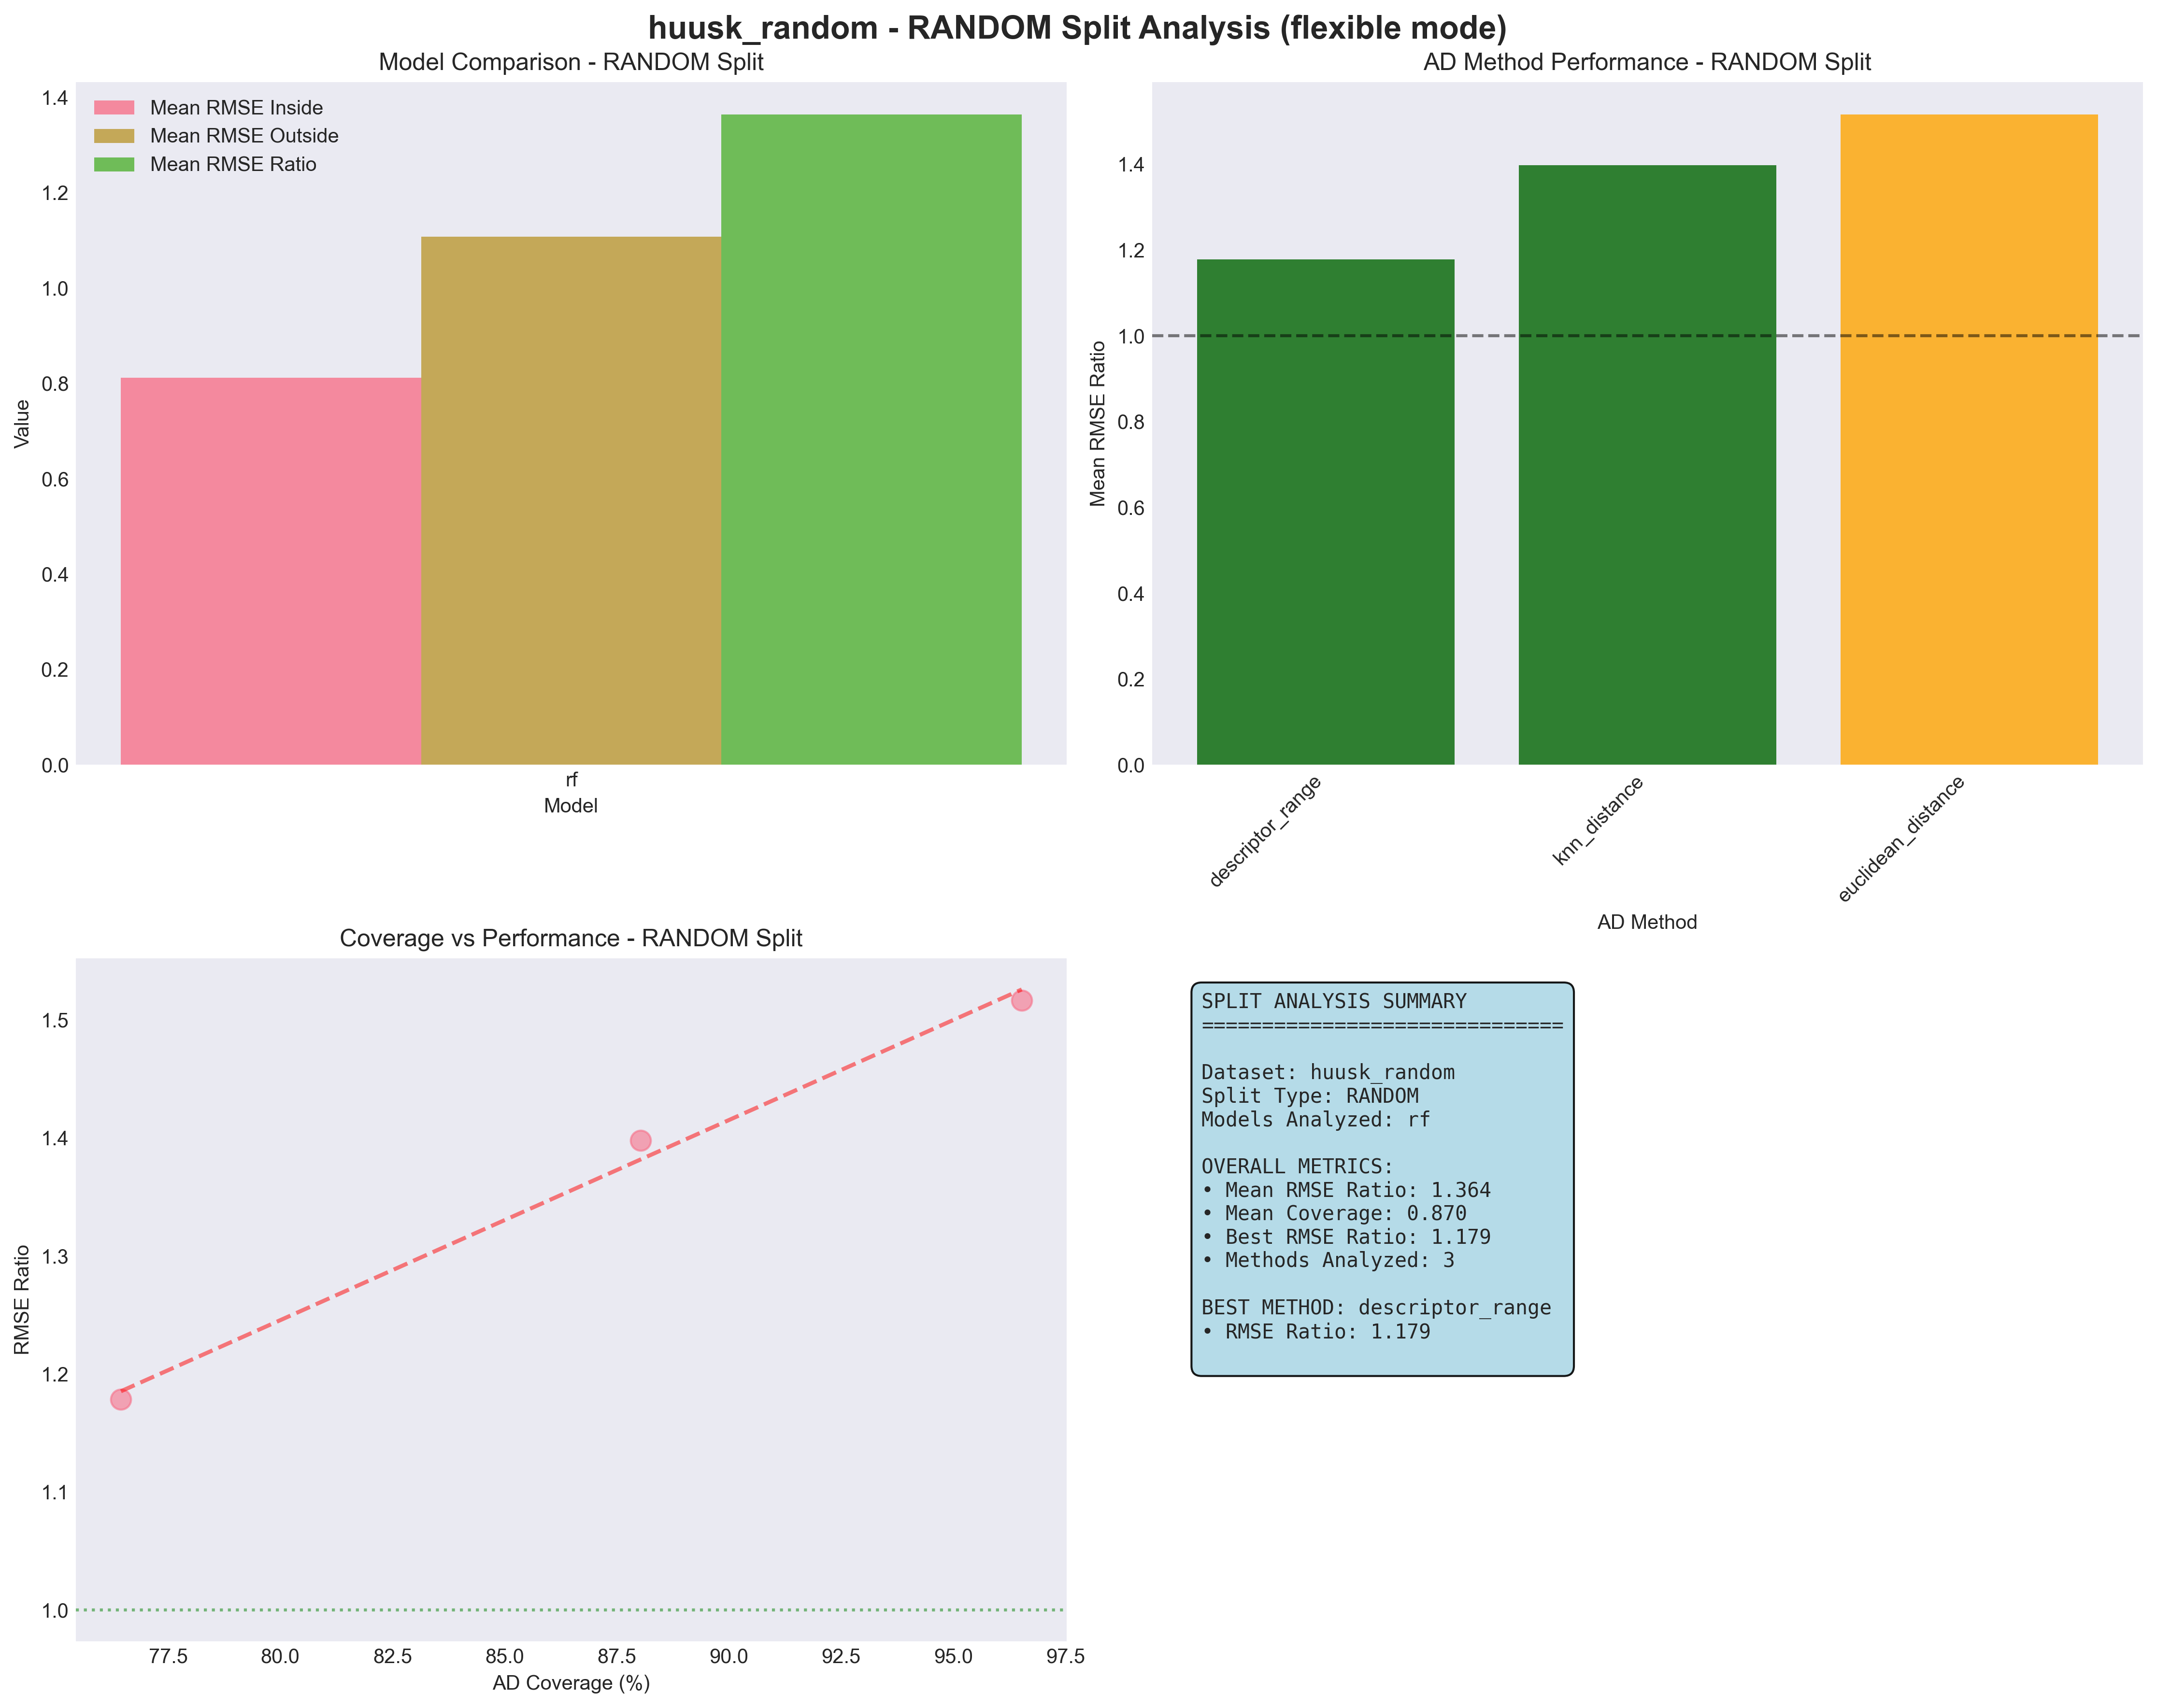 huusk_random - RANDOM Split Analysis (flexible mode)
Model Comparison - RANDOM Split
Mean RMSE Inside
Mean RMSE Outside
Mean RMSE Ratio
1.4
1.2
1.0
0.8
0.6
0.4
0.2
0.0
Value
rf
Model
AD Method Performance - RANDOM Split
1.4
1.2
1.0
0.8
0.6
0.4
0.2
0.0
Mean RMSE Ratio
descriptor_range
knn_distance
euclidean_distance
AD Method
Coverage vs Performance - RANDOM Split
1.5
1.4
1.3
1.2
1.1
1.0
RMSE Ratio
77.5 80.0 82.5 85.0 87.5 90.0 92.5 95.0 97.5
AD Coverage (%)
SPLIT ANALYSIS SUMMARY
==============================
Dataset: huusk_random
Split Type: RANDOM
Models Analyzed: rf
OVERALL METRICS:
• Mean RMSE Ratio: 1.364
• Mean Coverage: 0.870
• Best RMSE Ratio: 1.179
• Methods Analyzed: 3
BEST METHOD: descriptor_range
• RMSE Ratio: 1.179